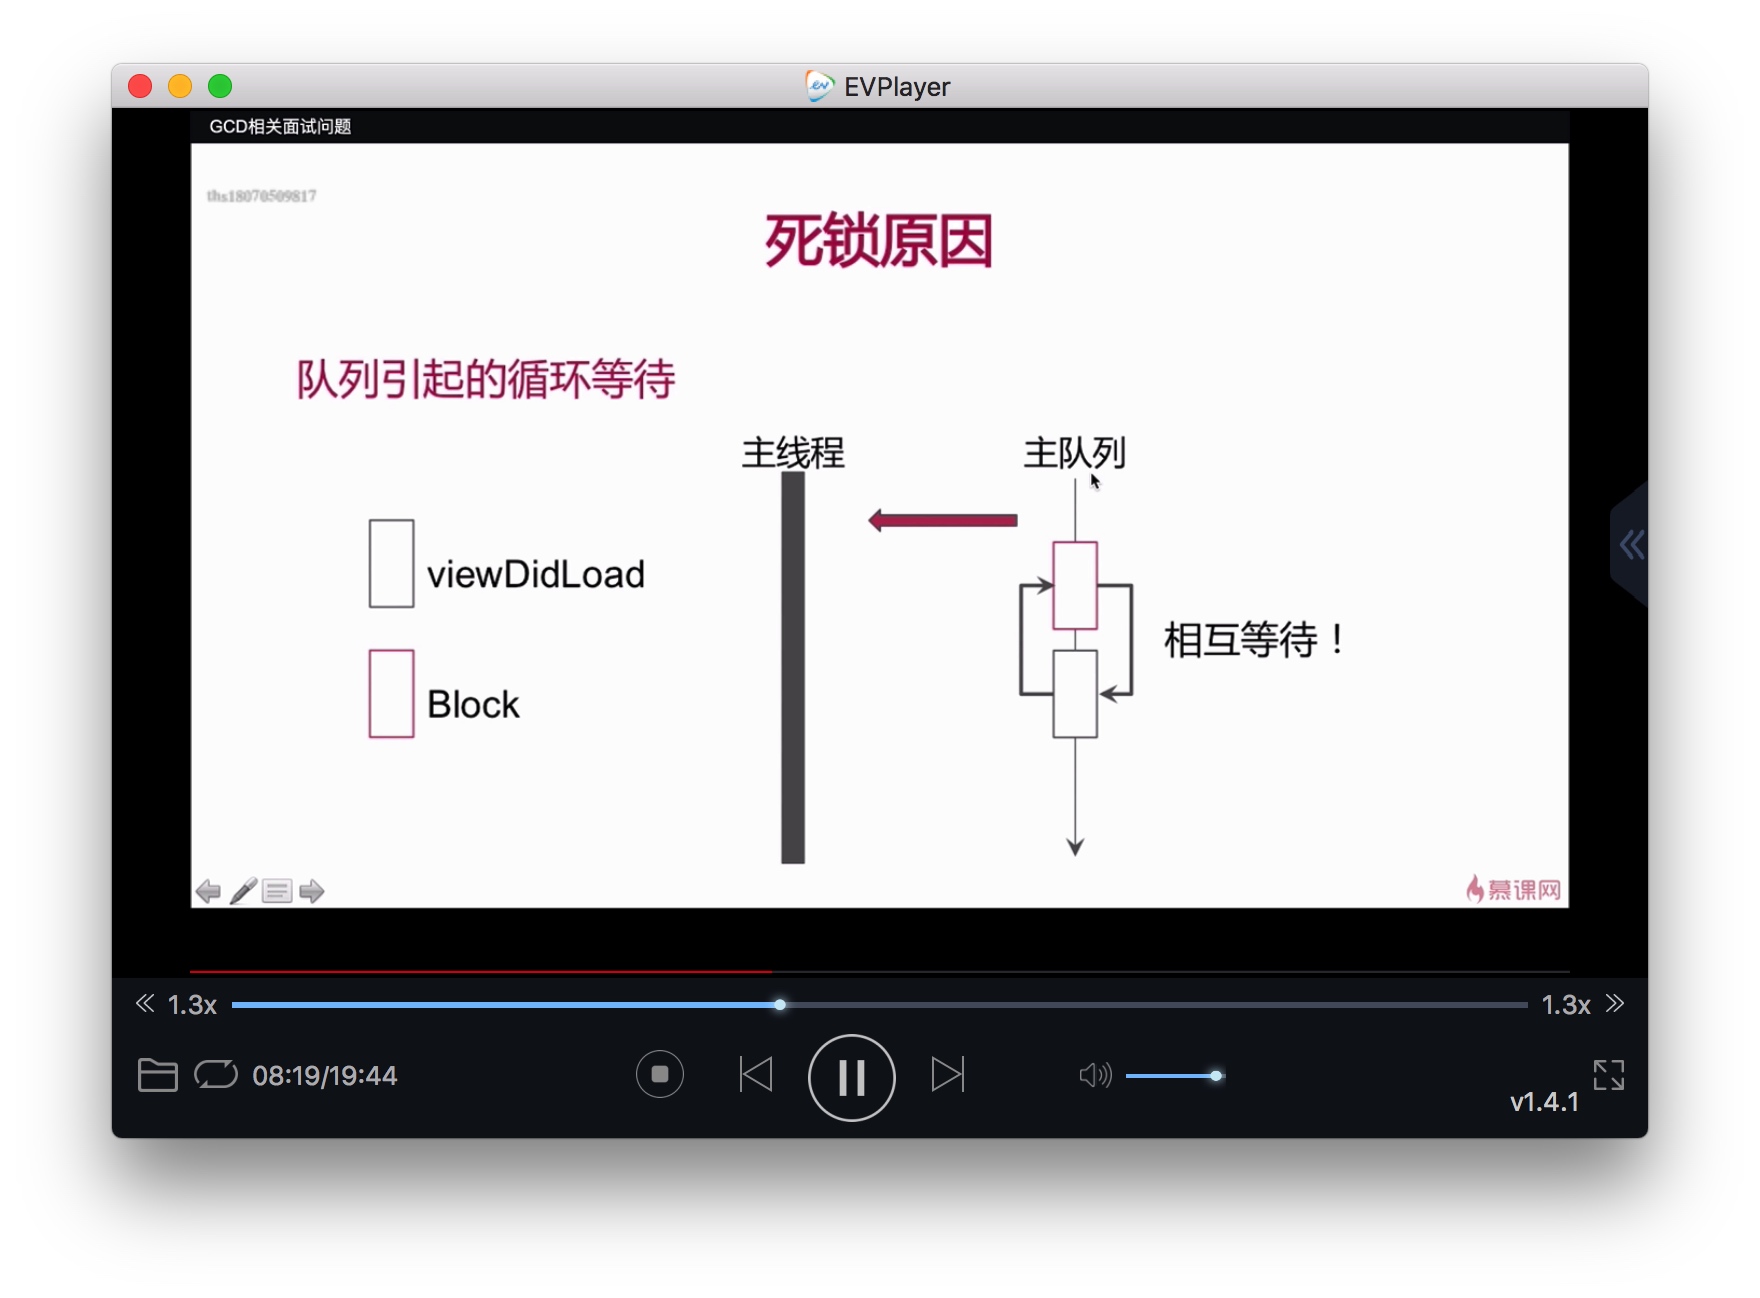 EVPlayer
GCD相关面试问题
ths18070509817
死锁原因
队列引起的循环等待
主线程
主队列
viewDidLoad
相互等待！
Block
慕课网
1.3x
1.3x
08:19/19:44
v1.4.1